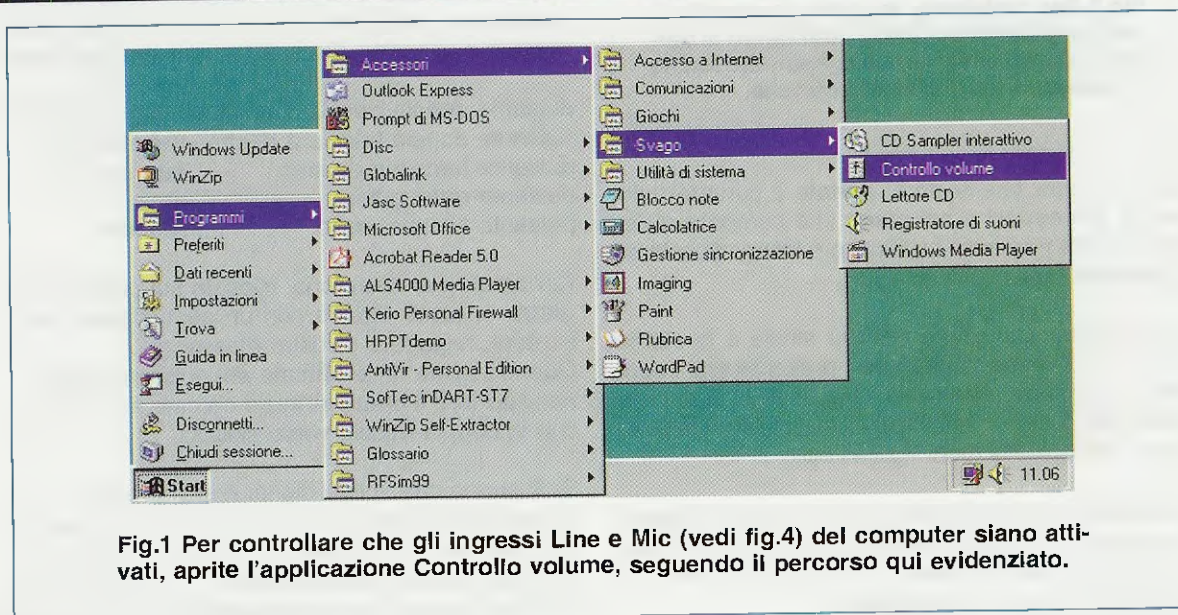 Windows Update
WinZip
Programmi
Preferiti
Dati recenti
Impostazioni
Trova
Guida in linea
Esegui...
Disconnetti...
Chiudi sessione...
Start
Accessori
Outlook Express
Prompt di MS-DOS
Disc
Globalink
Jasc Software
Microsoft Office
Acrobat Reader 5.0
ALS4000 Media Player
Kerio Personal Firewall
HRPTdemo
AntiVir - Personal Edition
SofTec inDART-ST7
WinZip Self-Extractor
Glossario
RFSim99
Accesso a Internet
Comunicazioni
Giochi
Svago
Utilità di sistema
Blocco note
Calcolatrice
Gestione sincronizzazione
Imaging
Paint
Rubrica
WordPad
CD Sampler interattivo
Controllo volume
Lettore CD
Registratore di suoni
Windows Media Player
11.06
Fig.1 Per controllare che gli ingressi Line e Mic (vedi fig.4) del computer siano atti-
vati, aprite l'applicazione Controllo volume, seguendo il percorso qui evidenziato.